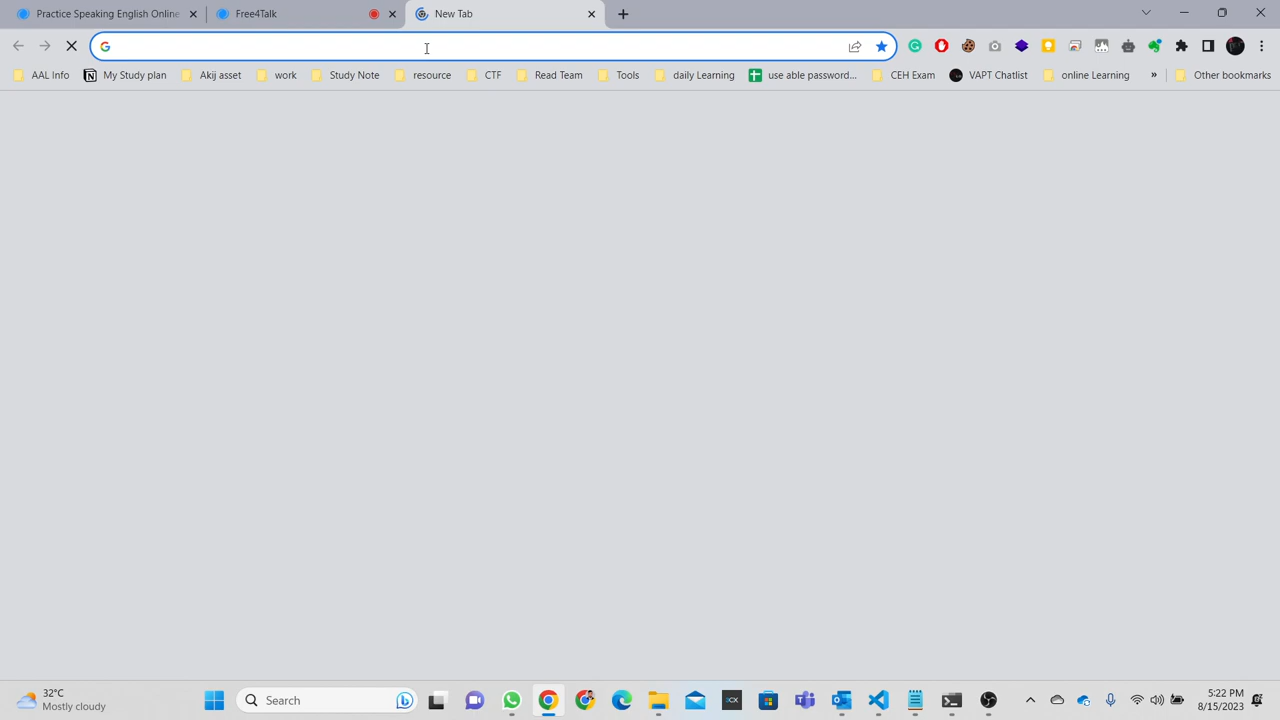 Practice Speaking English Online
Free4Talk
New Tab
AAL Info
My Study plan
Akij asset
work
Study Note
resource
CTF
Read Team
Tools
daily Learning
use able password...
CEH Exam
VAPT Chatlist
online Learning
»
Other bookmarks
32°C
Mostly cloudy
Search
5:22 PM
8/15/2023